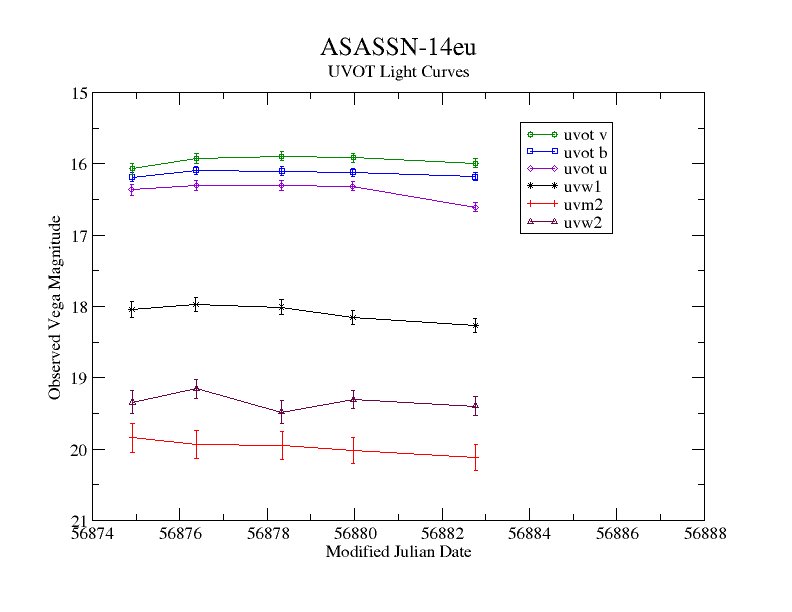 ASASSN-14eu
UVOT Light Curves
15
16
17
18
19
20
21
Observed Vega Magnitude
uvot v
uvot b
uvot u
uvw1
uvm2
uvw2
56874 56876 56878 56880 56882 56884 56886 56888
Modified Julian Date